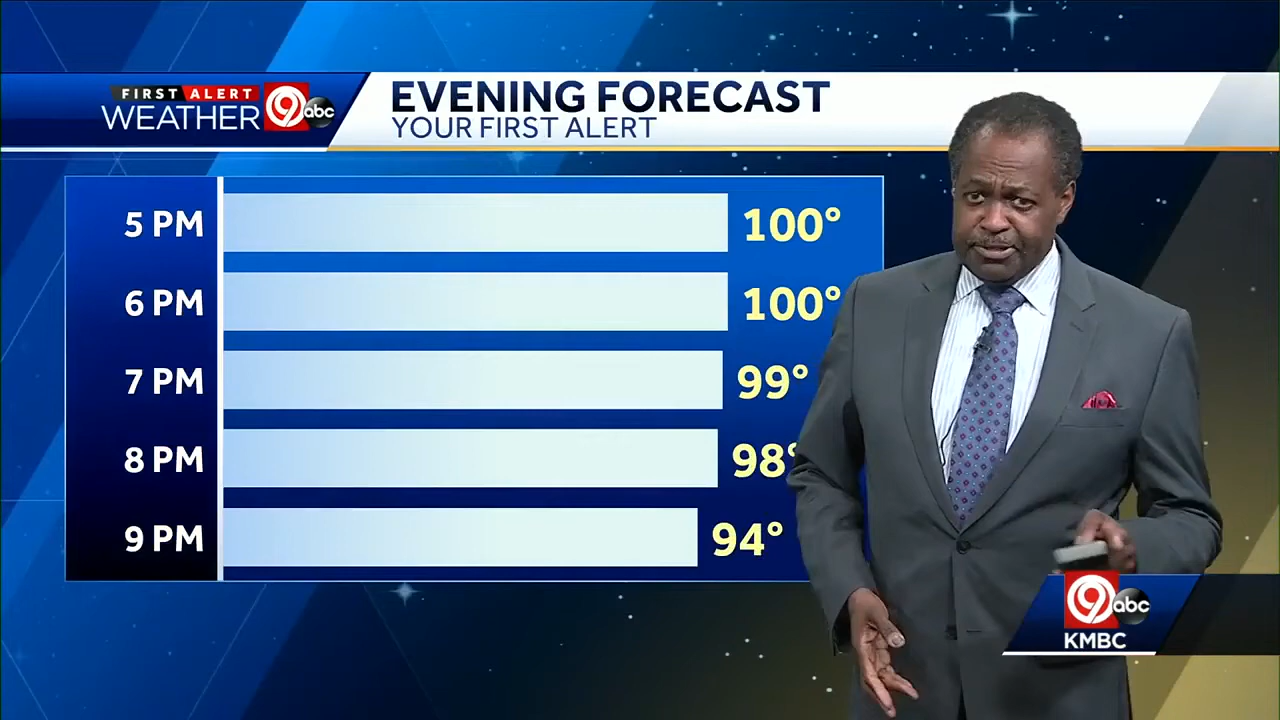 FIRST ALERT
WEATHER 9 abc
EVENING FORECAST
YOUR FIRST ALERT
5 PM 100°
6 PM 100°
7 PM 99°
8 PM 98°
9 PM 94°
9 abc
KMBC